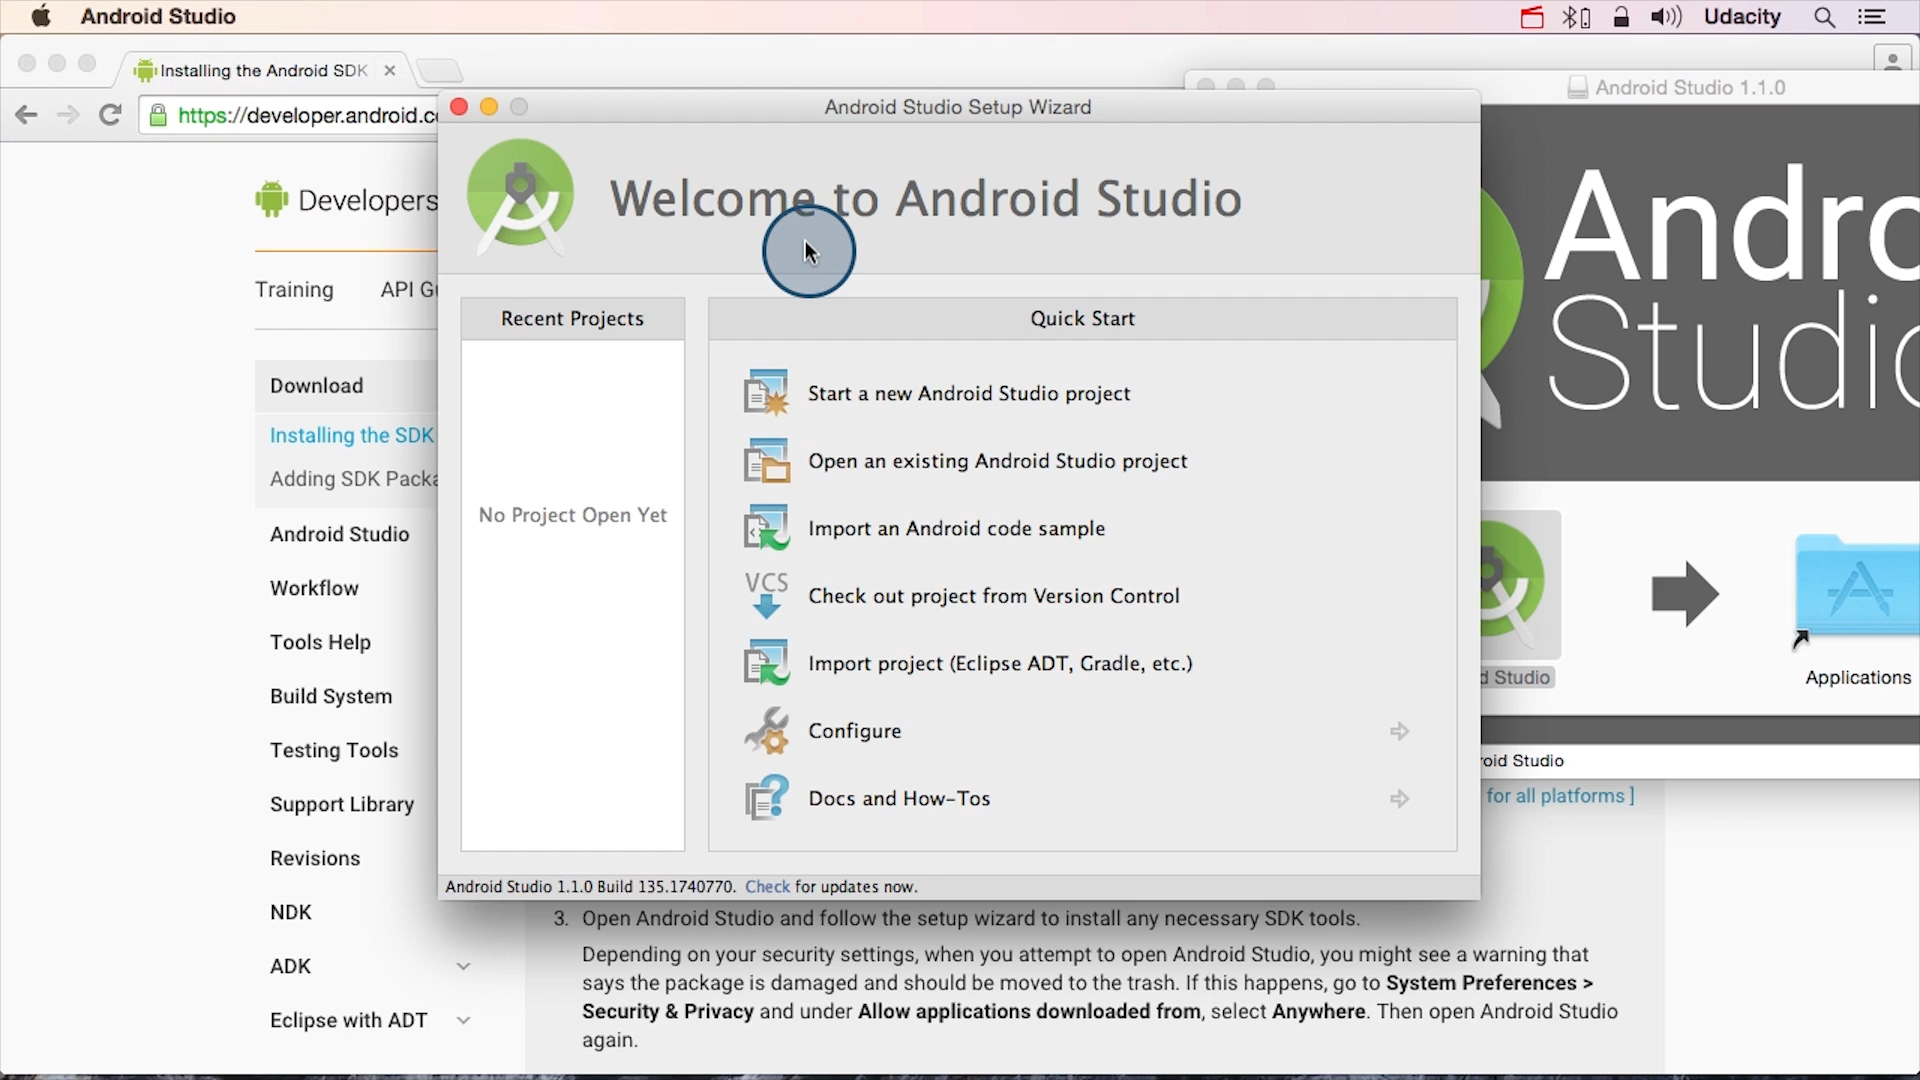 Android Studio
Udacity
Installing the Android SDK
https://developer.android.c
Android Studio 1.1.0
Android Studio Setup Wizard
Welcome to Android Studio
Developers
Training
API Gu
Andro
Studio
Recent Projects
Quick Start
Download
Installing the SDK
Adding SDK Packa
Android Studio
Workflow
Tools Help
Build System
Testing Tools
Support Library
Revisions
NDK
ADK
Eclipse with ADT
No Project Open Yet
Start a new Android Studio project
Open an existing Android Studio project
Import an Android code sample
VCS
Check out project from Version Control
Import project (Eclipse ADT, Gradle, etc.)
Configure
Docs and How-Tos
Android Studio 1.1.0 Build 135.1740770. Check for updates now.
d Studio
Applications
roid Studio
for all platforms ]
3. Open Android Studio and follow the setup wizard to install any necessary SDK tools.
Depending on your security settings, when you attempt to open Android Studio, you might see a warning that
says the package is damaged and should be moved to the trash. If this happens, go to System Preferences >
Security & Privacy and under Allow applications downloaded from, select Anywhere. Then open Android Studio
again.